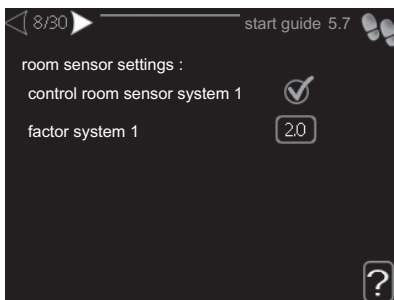 8/30 start guide 5.7
room sensor settings :
control room sensor system 1
factor system 1 2.0
?